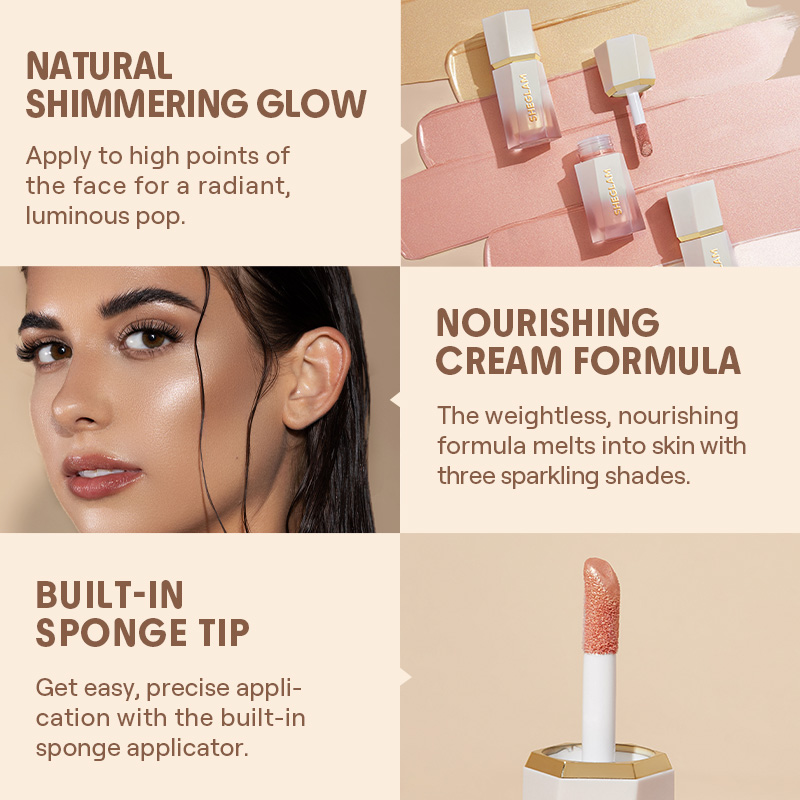 NATURAL
SHIMMERING GLOW
Apply to high points of
the face for a radiant,
luminous pop.
SHEGLAM
SHEGLAM
GLAM
NOURISHING
CREAM FORMULA
The weightless, nourishing
formula melts into skin with
three sparkling shades.
BUILT-IN
SPONGE TIP
Get easy, precise appli-
cation with the built-in
sponge applicator.